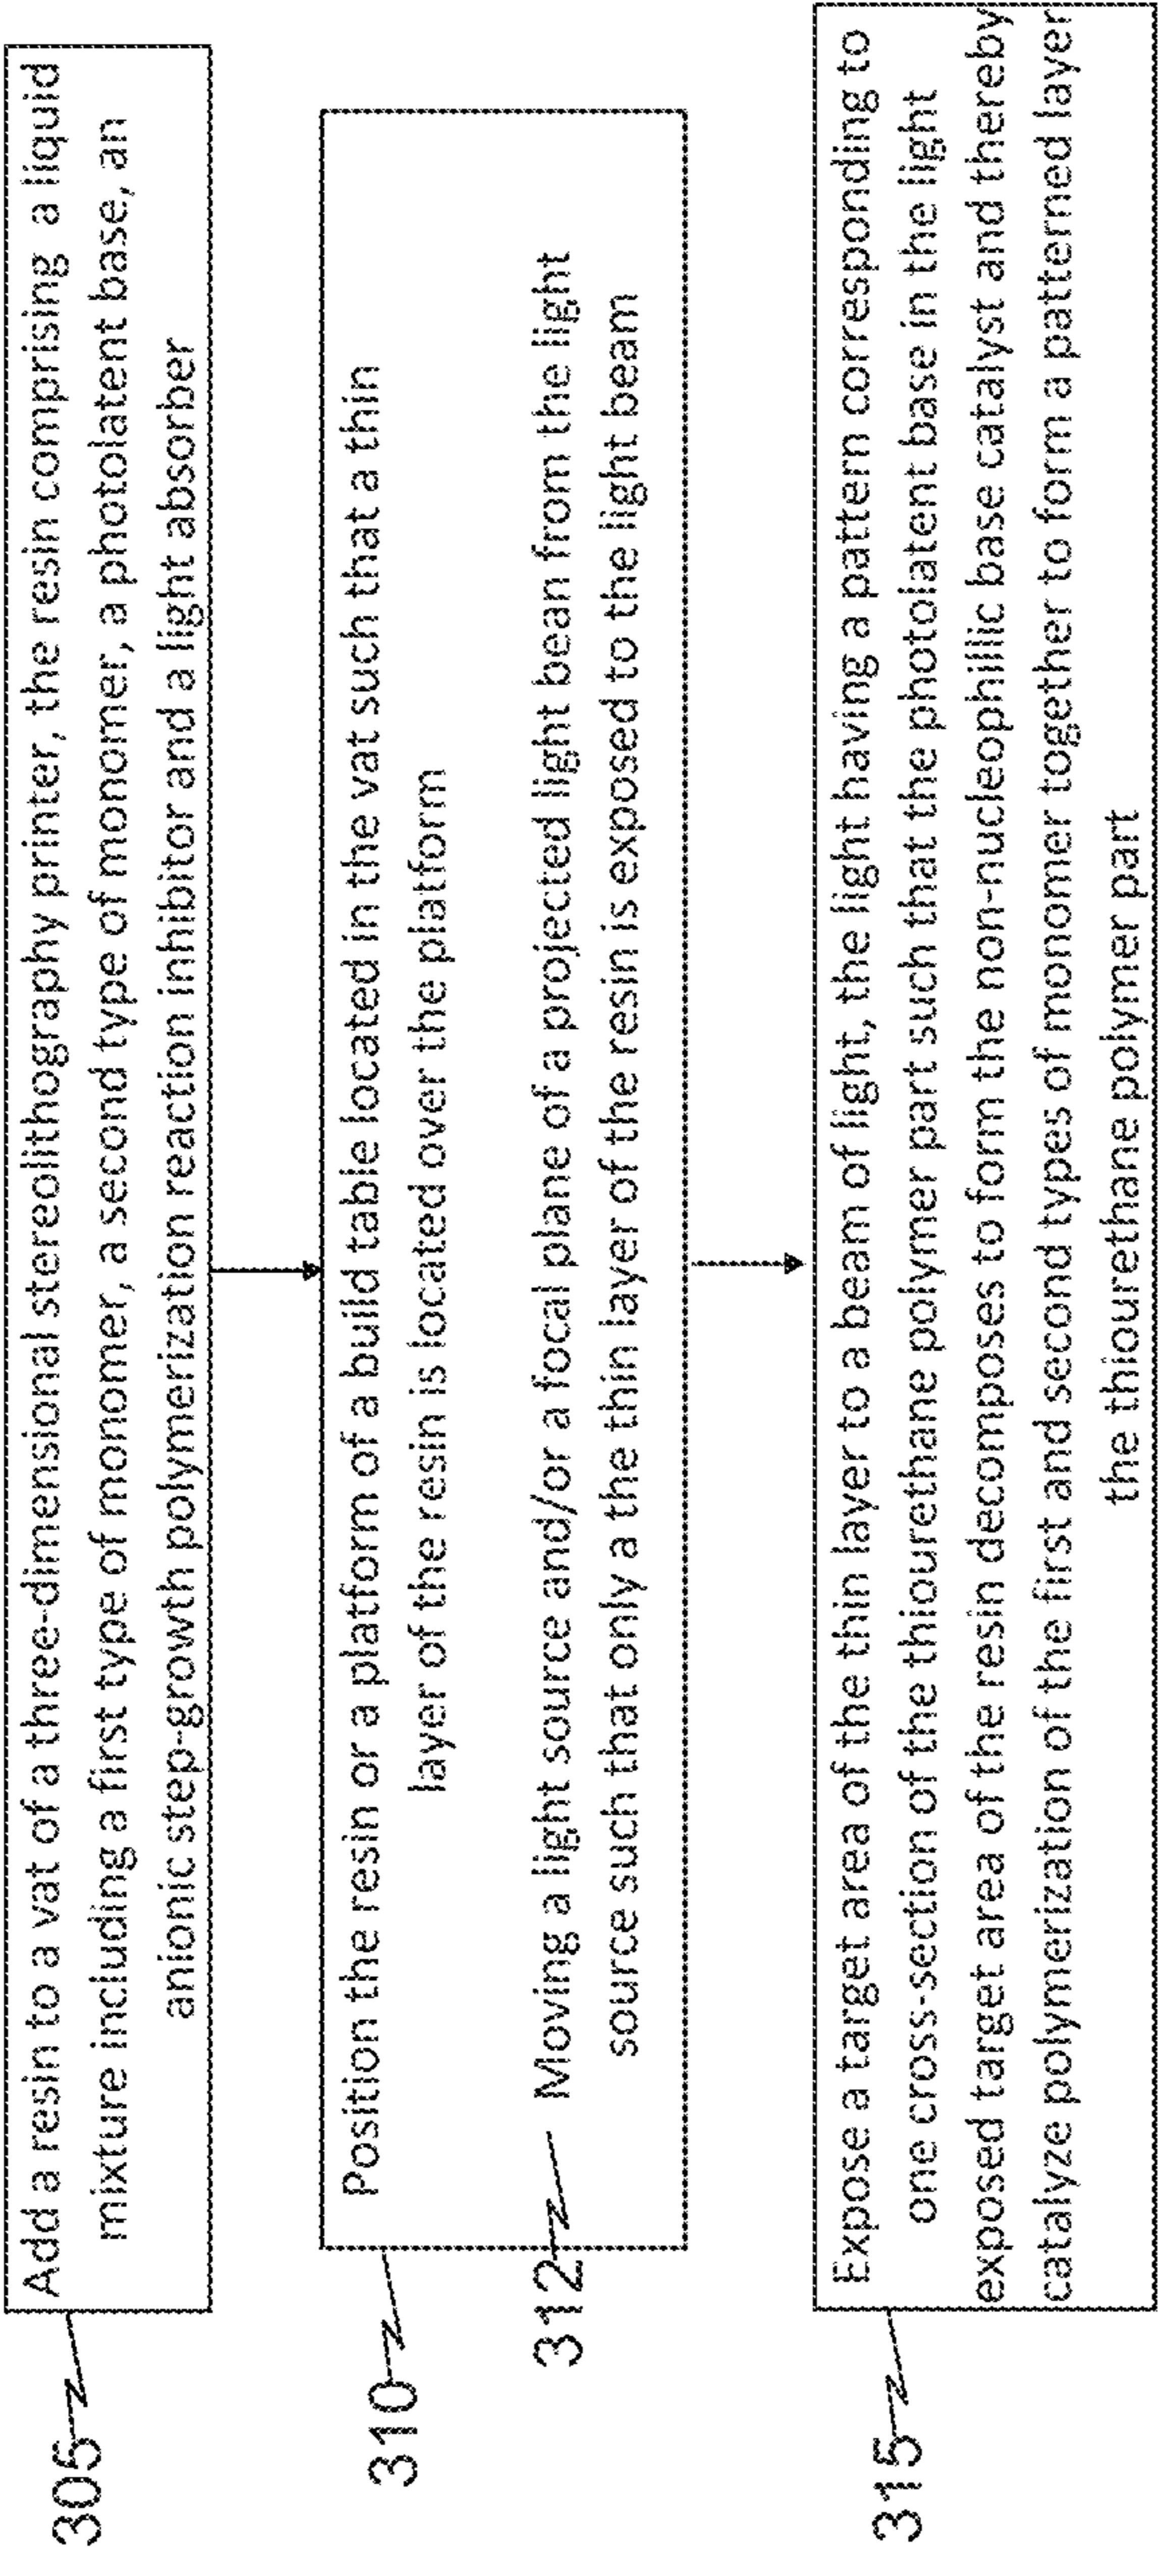 305
Add a resin to a vat of a three-dimensional stereolithography printer, the resin comprising a liquid
mixture including a first type of monomer, a second type of monomer, a photolatent base, an
anionic step-growth polymerization reaction inhibitor and a light absorber
310
Position the resin or a platform of a build table located in the vat such that a thin
layer of the resin is located over the platform
312
Moving a light source and/or a focal plane of a projected light bean from the light
source such that only a the thin layer of the resin is exposed to the light beam
315
Expose a target area of the thin layer to a beam of light, the light having a pattern corresponding to
one cross-section of the thiourethane polymer part such that the photolatent base in the light
exposed target area of the resin decomposes to form the non-nucleophillic base catalyst and thereby
catalyze polymerization of the first and second types of monomer together to form a patterned layer
the thiourethane polymer part